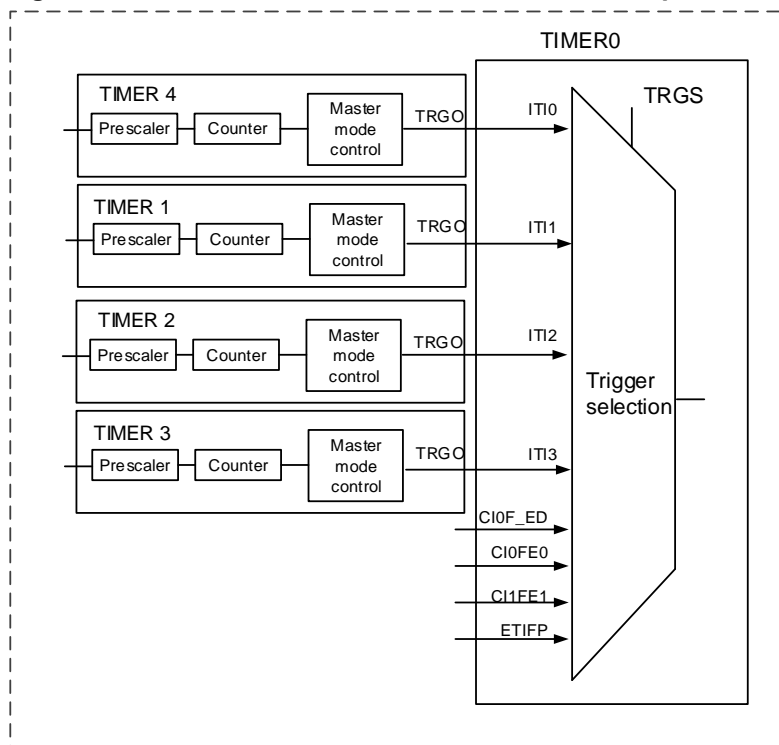 TIMER0
TIMER 4
Prescaler
Counter
Master
mode
control
TRGO
ITI0
TRGS
TIMER 1
Prescaler
Counter
Master
mode
control
TRGO
ITI1
TIMER 2
Prescaler
Counter
Master
mode
control
TRGO
ITI2
Trigger
selection
TIMER 3
Prescaler
Counter
Master
mode
control
TRGO
ITI3
CI0F_ED
CI0FE0
CI1FE1
ETIFP